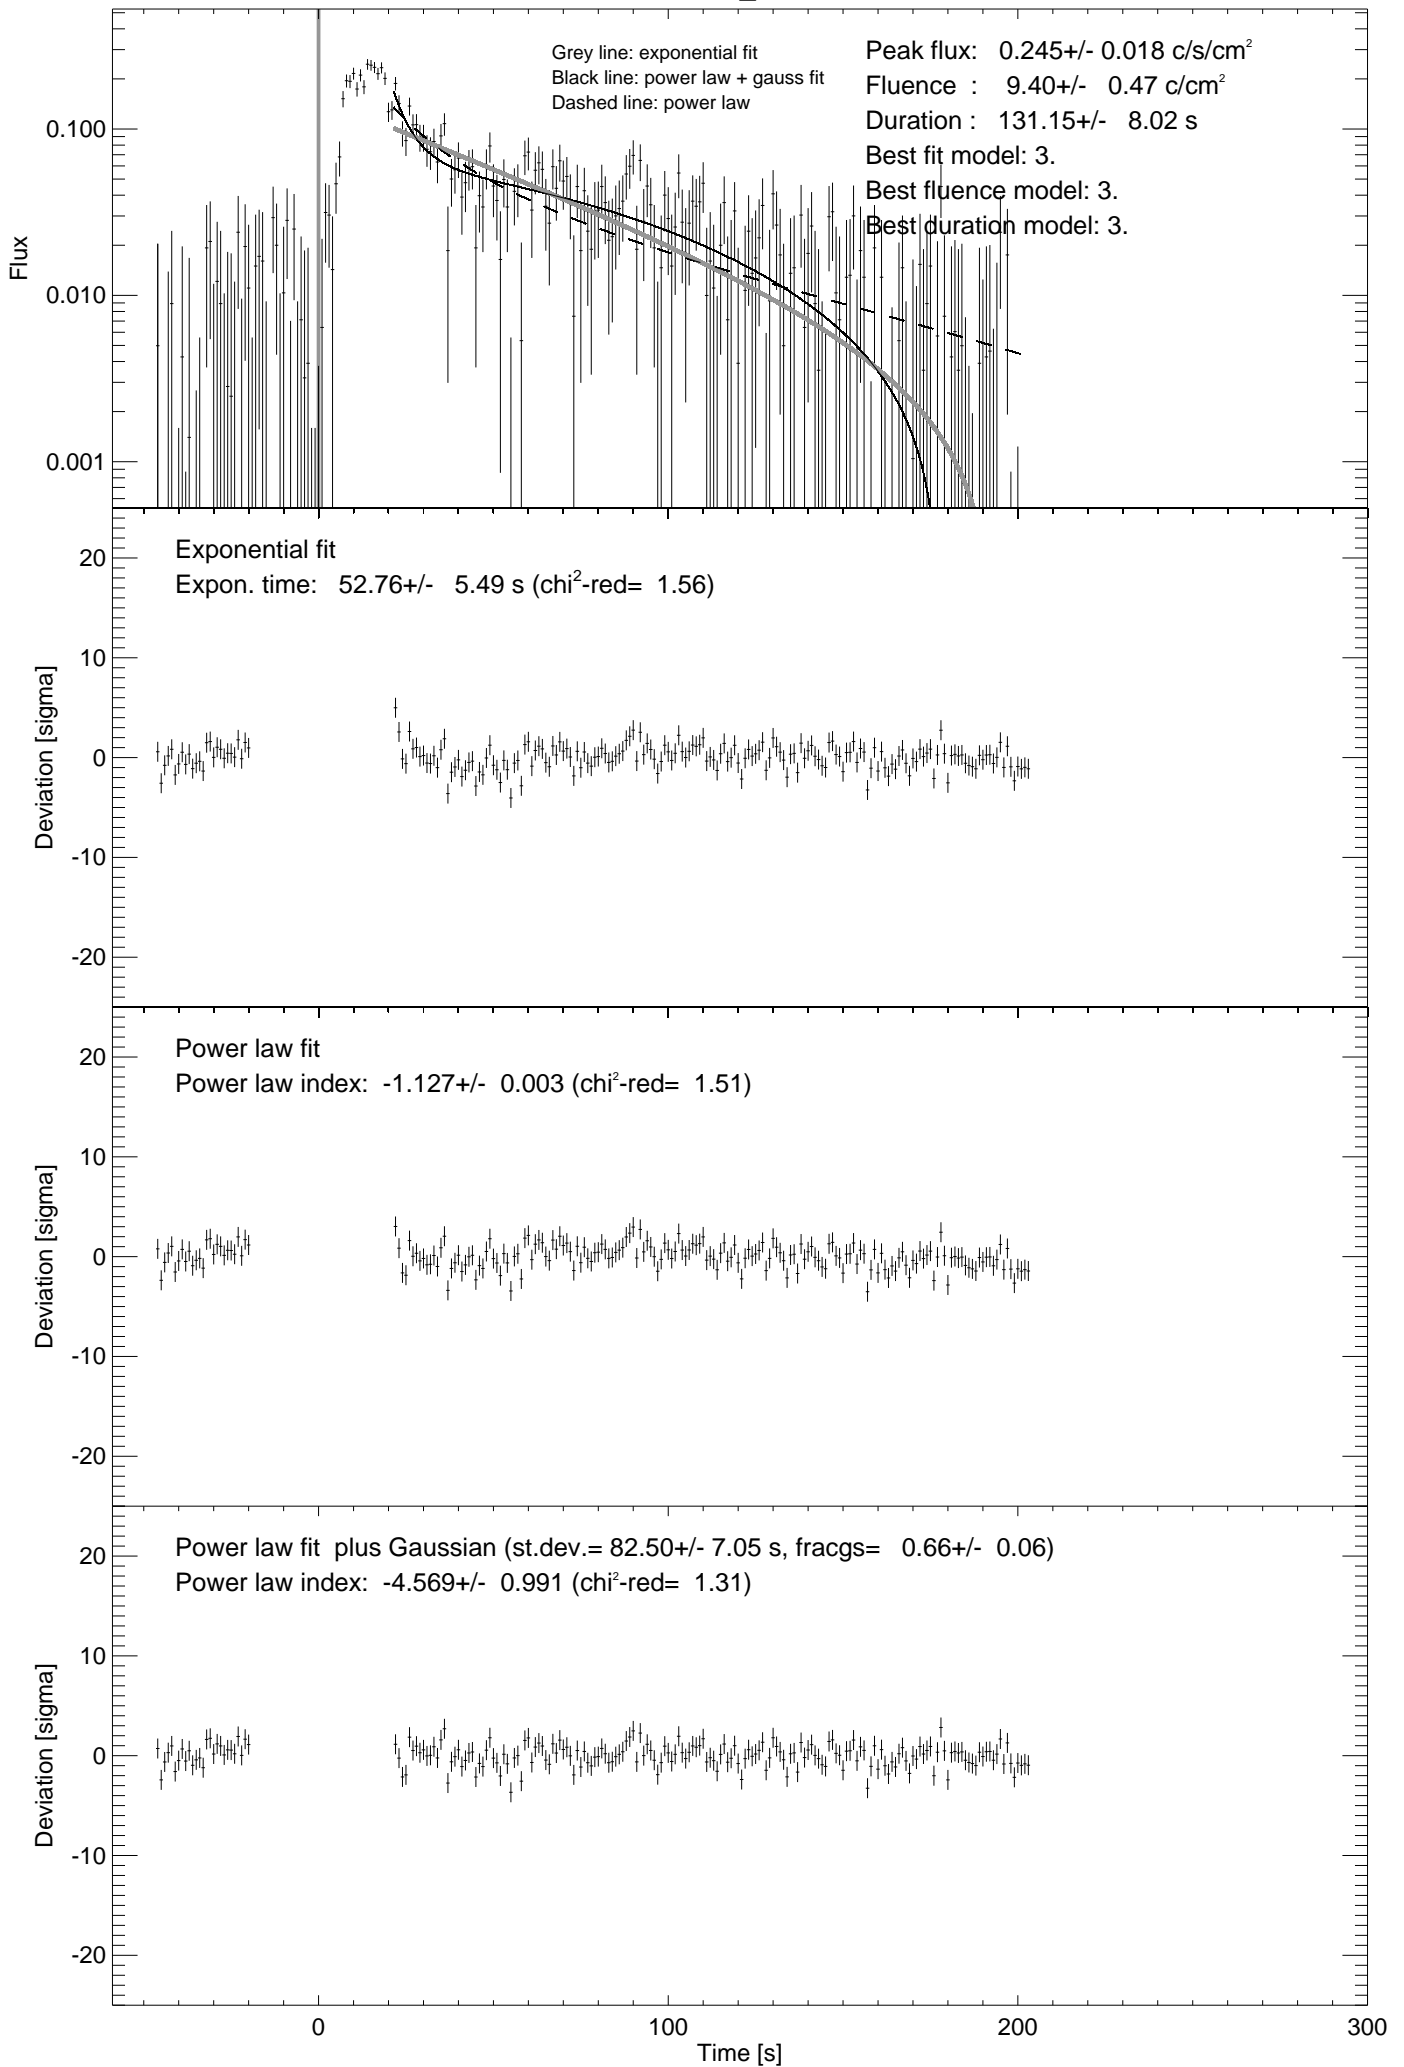 Grey line: exponential fit
Black line: power law + gauss fit
Dashed line: power law
Peak flux: 0.245+/- 0.018 c/s/cm²
Fluence : 9.40+/- 0.47 c/cm²
Duration : 131.15+/- 8.02 s
Best fit model: 3.
Best fluence model: 3.
Best duration model: 3.
Flux
0.100
0.010
0.001
Exponential fit
Expon. time: 52.76+/- 5.49 s (chi²-red= 1.56)
Deviation [sigma]
20
10
0
-10
-20
Power law fit
Power law index: -1.127+/- 0.003 (chi²-red= 1.51)
Deviation [sigma]
20
10
0
-10
-20
Power law fit plus Gaussian (st.dev.= 82.50+/- 7.05 s, fracgs= 0.66+/- 0.06)
Power law index: -4.569+/- 0.991 (chi²-red= 1.31)
Deviation [sigma]
20
10
0
-10
-20
0 100 200 300
Time [s]